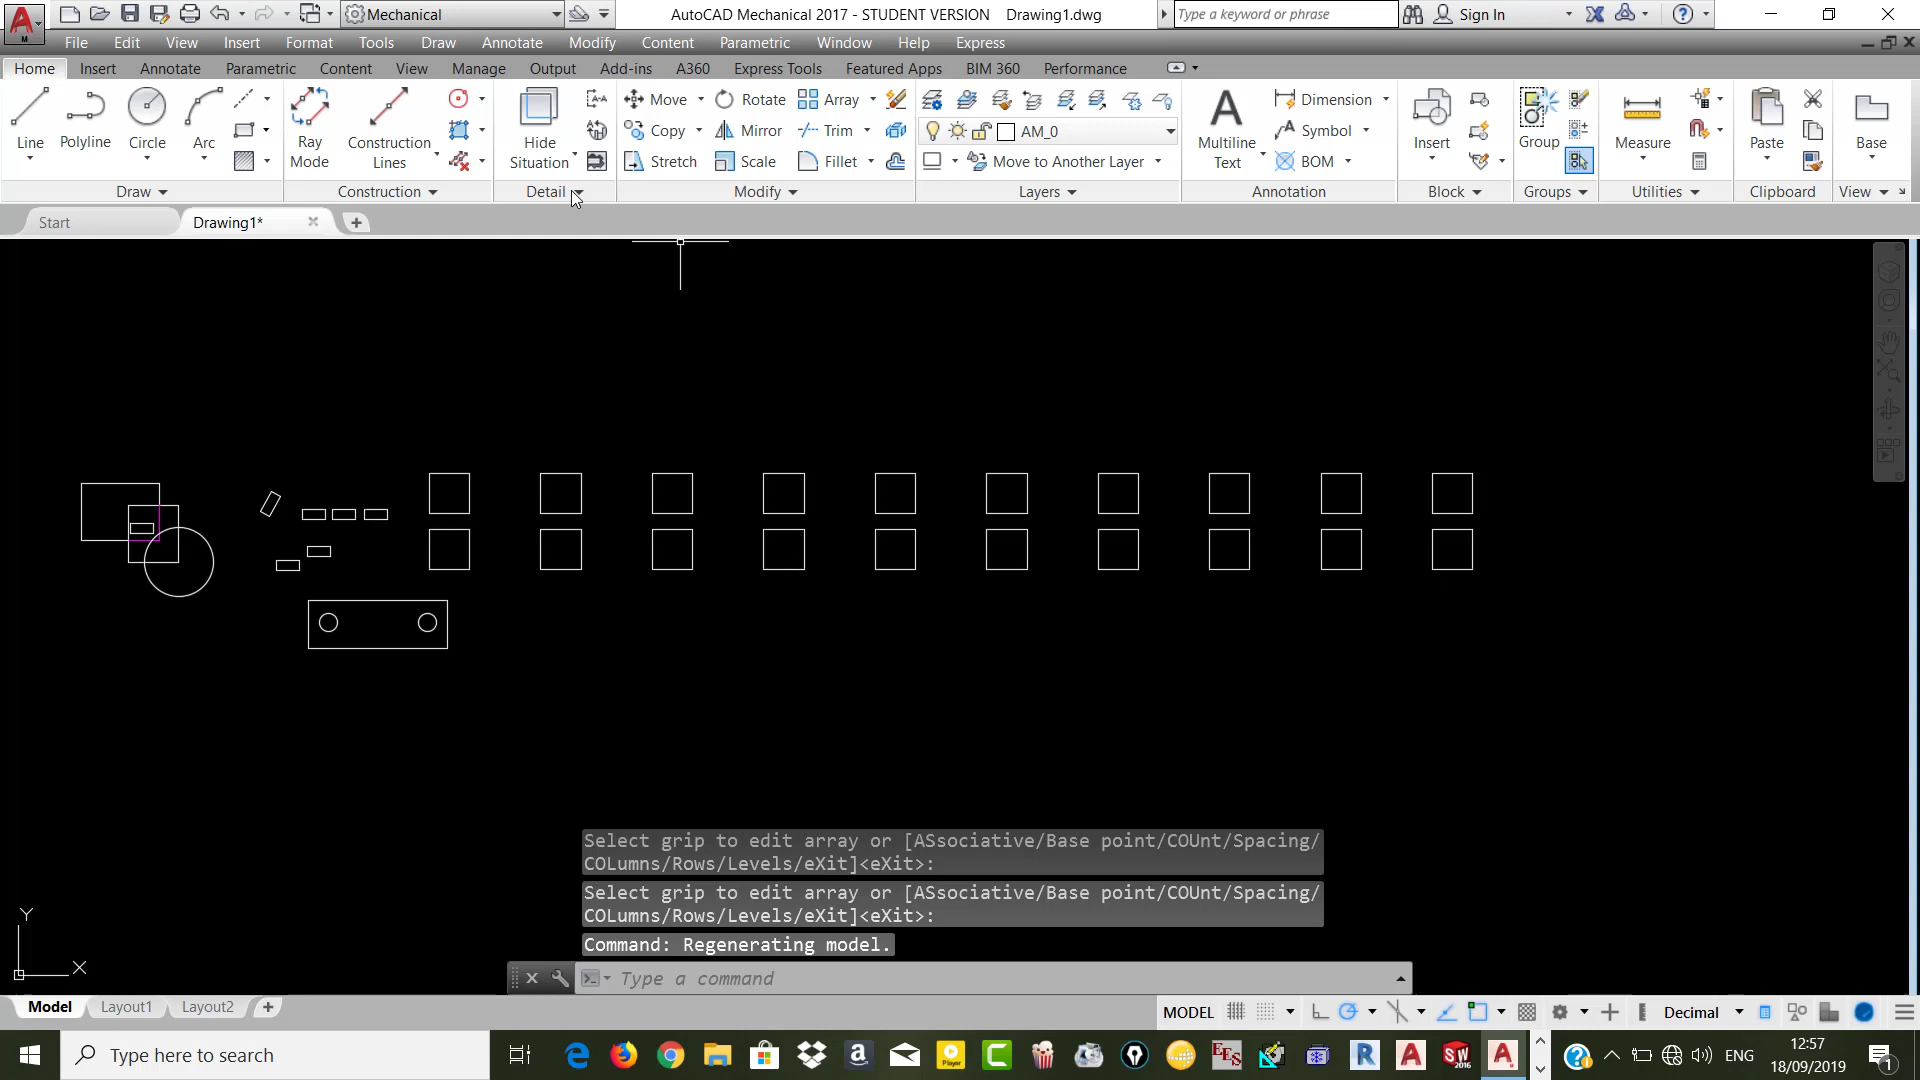 Mechanical
AutoCAD Mechanical 2017 - STUDENT VERSION Drawing1.dwg
Type a keyword or phrase
Sign In
File Edit View Insert Format Tools Draw Dimension Annotate Modify Content Parametric Window Help Express
Home Insert Annotate Parametric Content View Manage Output Add-ins A360 Express Tools Featured Apps BIM 360 Performance
Line Polyline Circle Arc
Ray Mode
Construction Lines
Hide Situation
Move Rotate Array
Copy Mirror Trim
Stretch Scale Fillet
AM_0
Move to Another Layer
Multiline Text
Dimension
Symbol
BOM
Insert
Group
Measure
Paste
Base
Draw Construction Detail Modify Layers Annotation Block Groups Utilities Clipboard View
Start Drawing1*
Select grip to edit array or [ASsociative/Base point/COUnt/Spacing/
COLumns/Rows/Levels/eXit]<eXit>:
Select grip to edit array or [ASsociative/Base point/COUnt/Spacing/
COLumns/Rows/Levels/eXit]<eXit>:
Command: Regenerating model.
Type a command
Y
X
Model Layout1 Layout2
MODEL
Decimal
Type here to search
ENG
12:57
18/09/2019